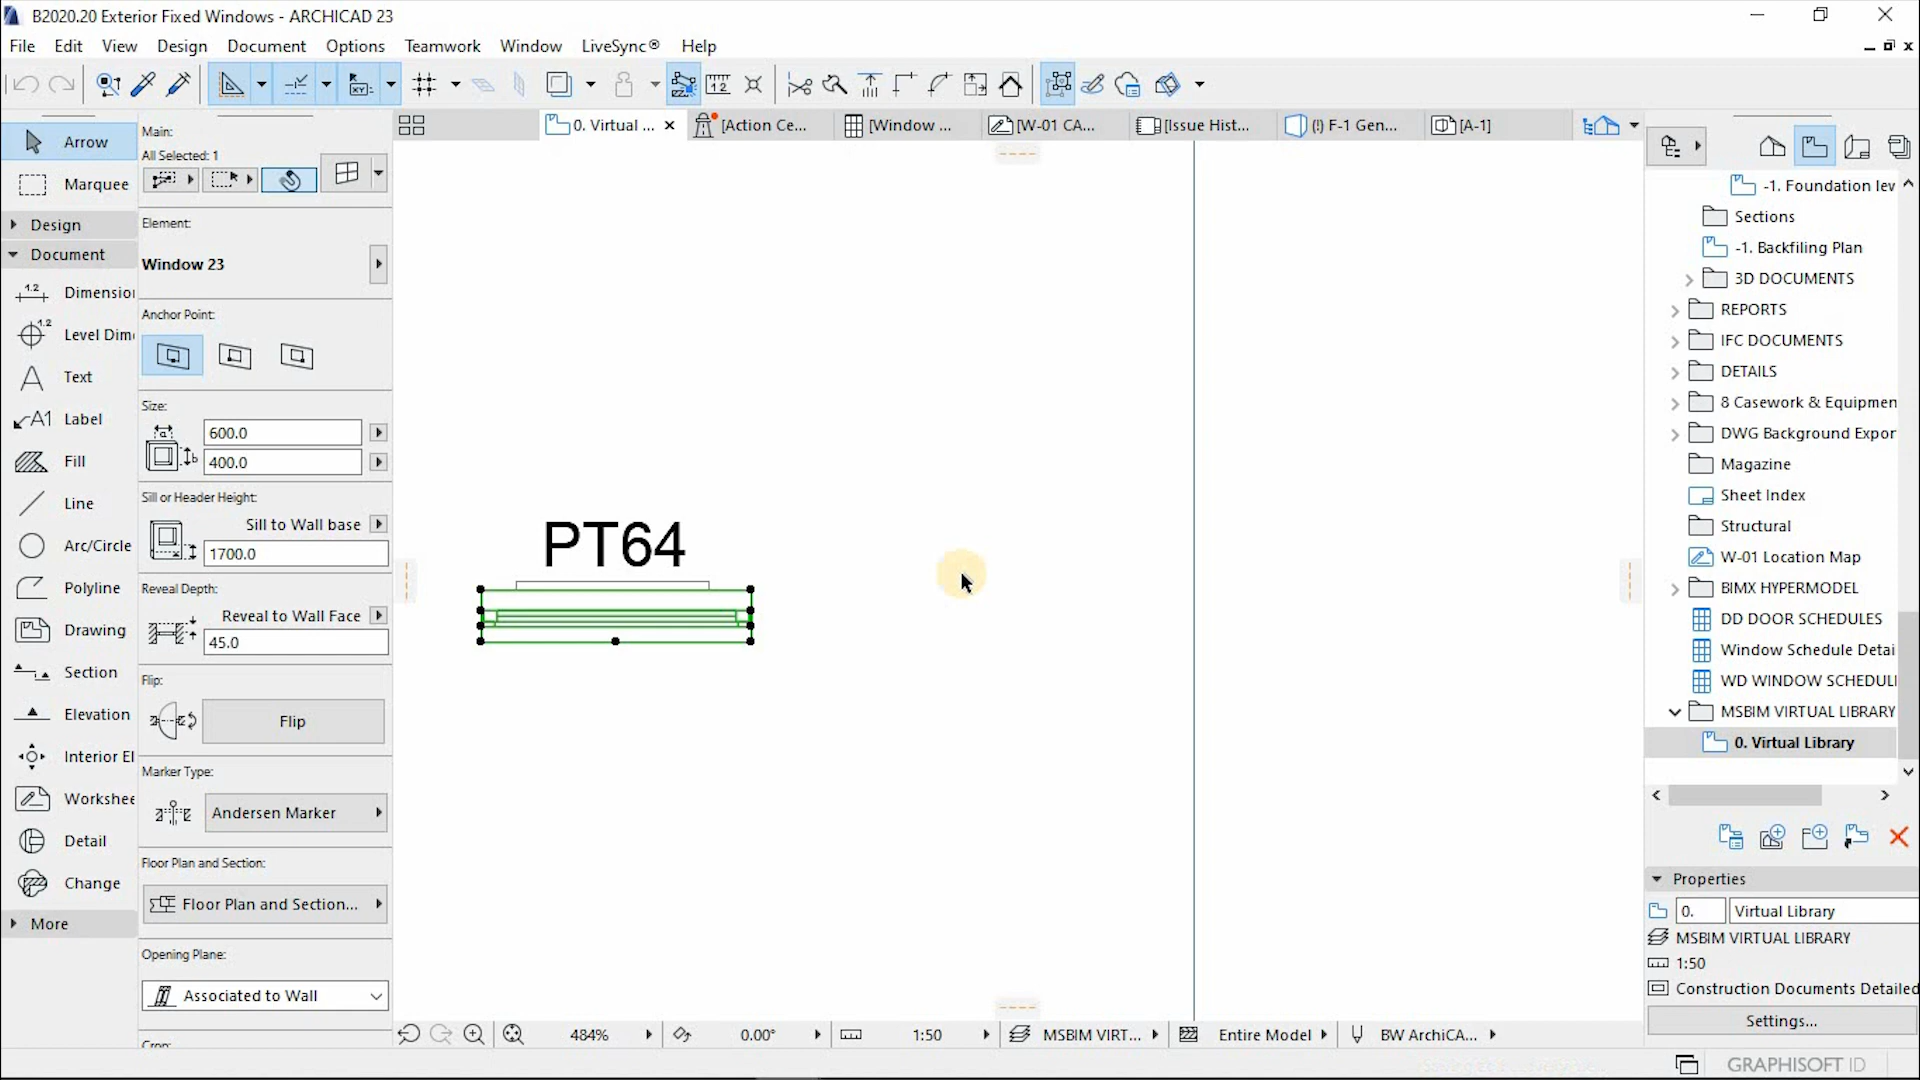 B2020.20 Exterior Fixed Windows - ARCHICAD 23
File Edit View Design Document Options Teamwork Window LiveSync® Help
0. Virtual ...
[Action Ce...
[Window ...
[W-01 CA...
[Issue Hist...
(!) F-1 Gen...
[A-1]
Arrow
Marquee
Design
Document
1.2 Dimensio
1.2 Level Dim
Text
A1 Label
Fill
Line
Arc/Circle
Polyline
Drawing
Section
Elevation
Interior El
Workshee
Detail
Change
More
Main:
All Selected: 1
Element:
Window 23
Anchor Point:
Size:
600.0
400.0
Sill or Header Height:
Sill to Wall base
1700.0
Reveal Depth:
Reveal to Wall Face
45.0
Flip:
Flip
Marker Type:
Andersen Marker
Floor Plan and Section:
Floor Plan and Section...
Opening Plane:
Associated to Wall
Crop:
PT64
-1. Foundation lev
Sections
-1. Backfiling Plan
3D DOCUMENTS
REPORTS
IFC DOCUMENTS
DETAILS
8 Casework & Equipmen
DWG Background Expor
Magazine
Sheet Index
Structural
W-01 Location Map
BIMX HYPERMODEL
DD DOOR SCHEDULES
Window Schedule Detai
WD WINDOW SCHEDULI
MSBIM VIRTUAL LIBRARY
0. Virtual Library
Properties
0. Virtual Library
MSBIM VIRTUAL LIBRARY
1:50
Construction Documents Detailed
Settings...
484% 0.00° 1:50 MSBIM VIRT... Entire Model BW ArchiCA...
GRAPHISOFT ID